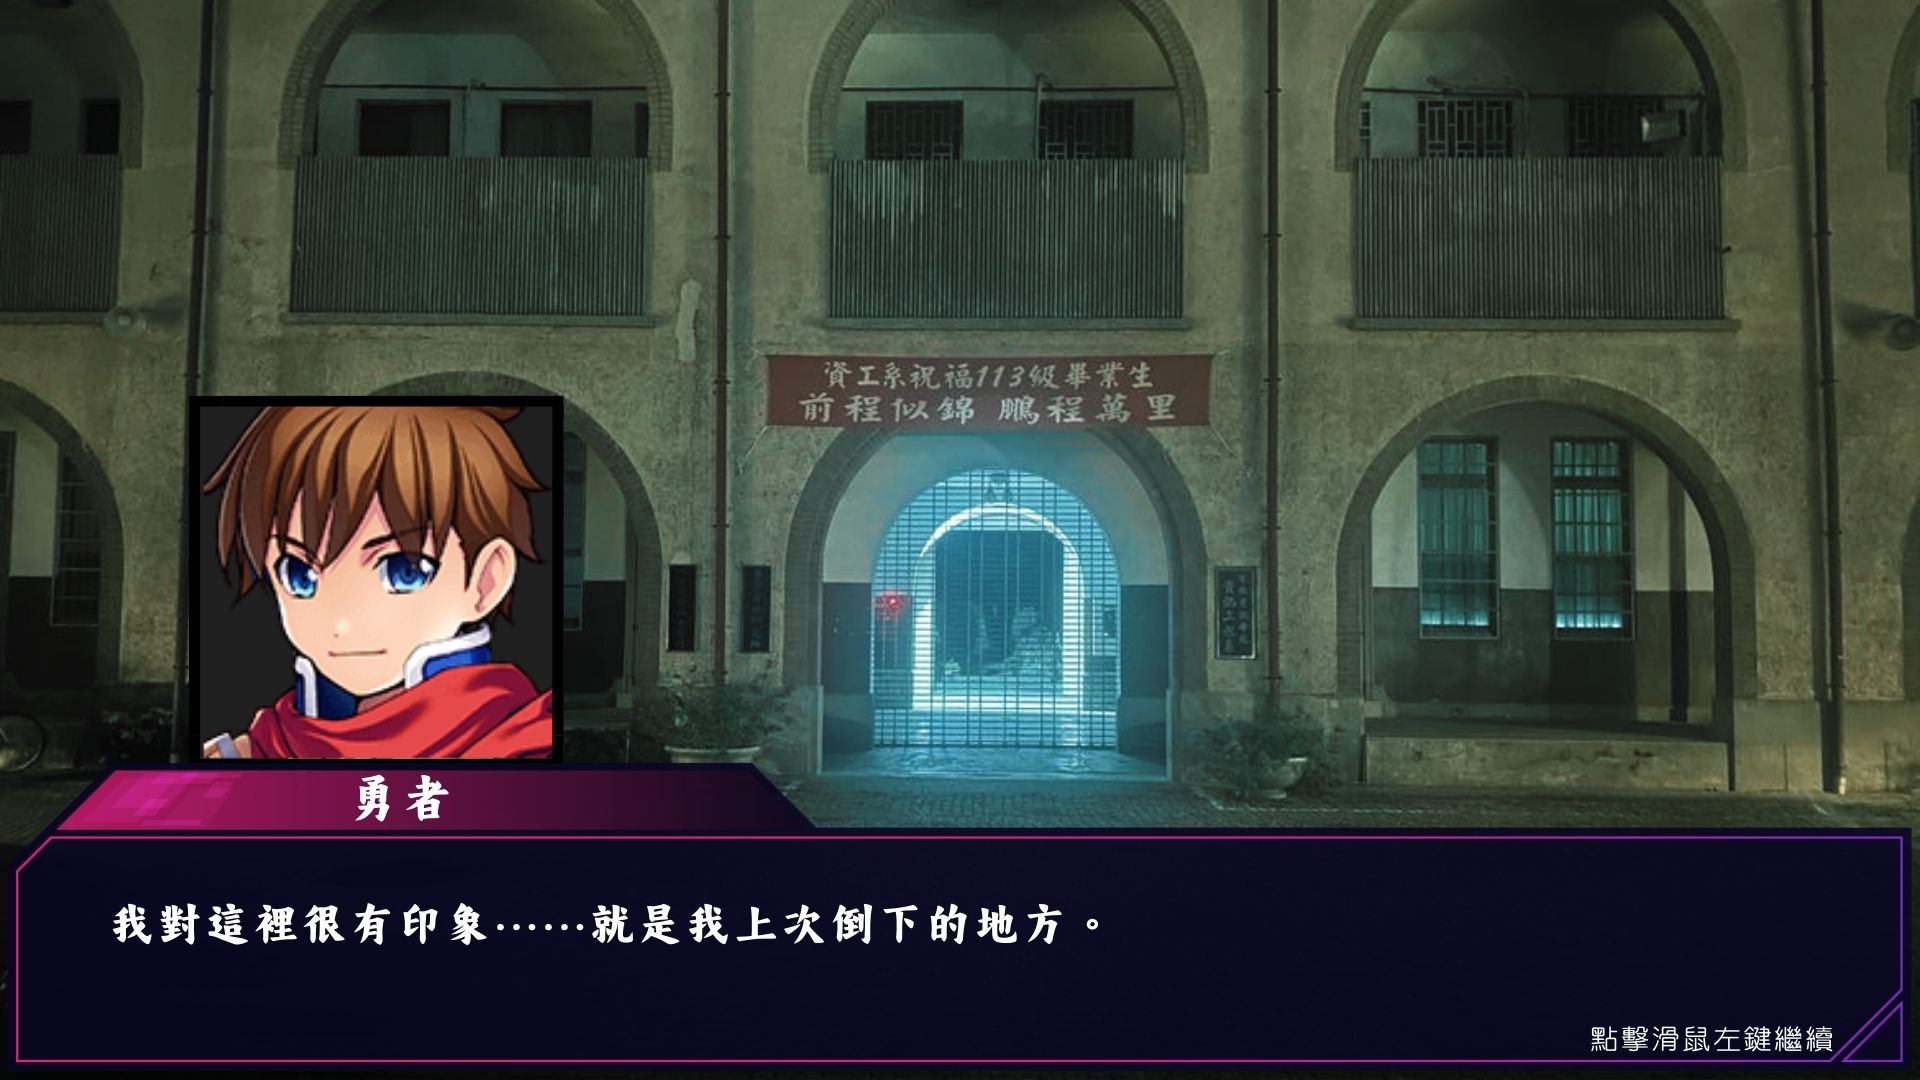 資工系祝福113級畢業生
前程似錦 鵬程萬里
勇者
我對這裡很有印象……就是我上次倒下的地方。
點擊滑鼠左鍵繼續